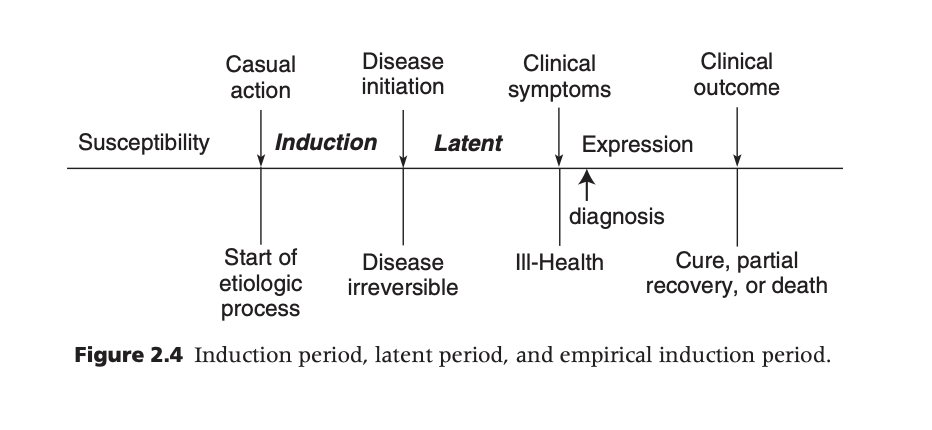 Casual
action
Disease
initiation
Clinical
symptoms
Clinical
outcome
Susceptibility
Induction
Latent
Expression
diagnosis
Start of
etiologic
process
Disease
irreversible
Ill-Health
Cure, partial
recovery, or death
Figure 2.4 Induction period, latent period, and empirical induction period.